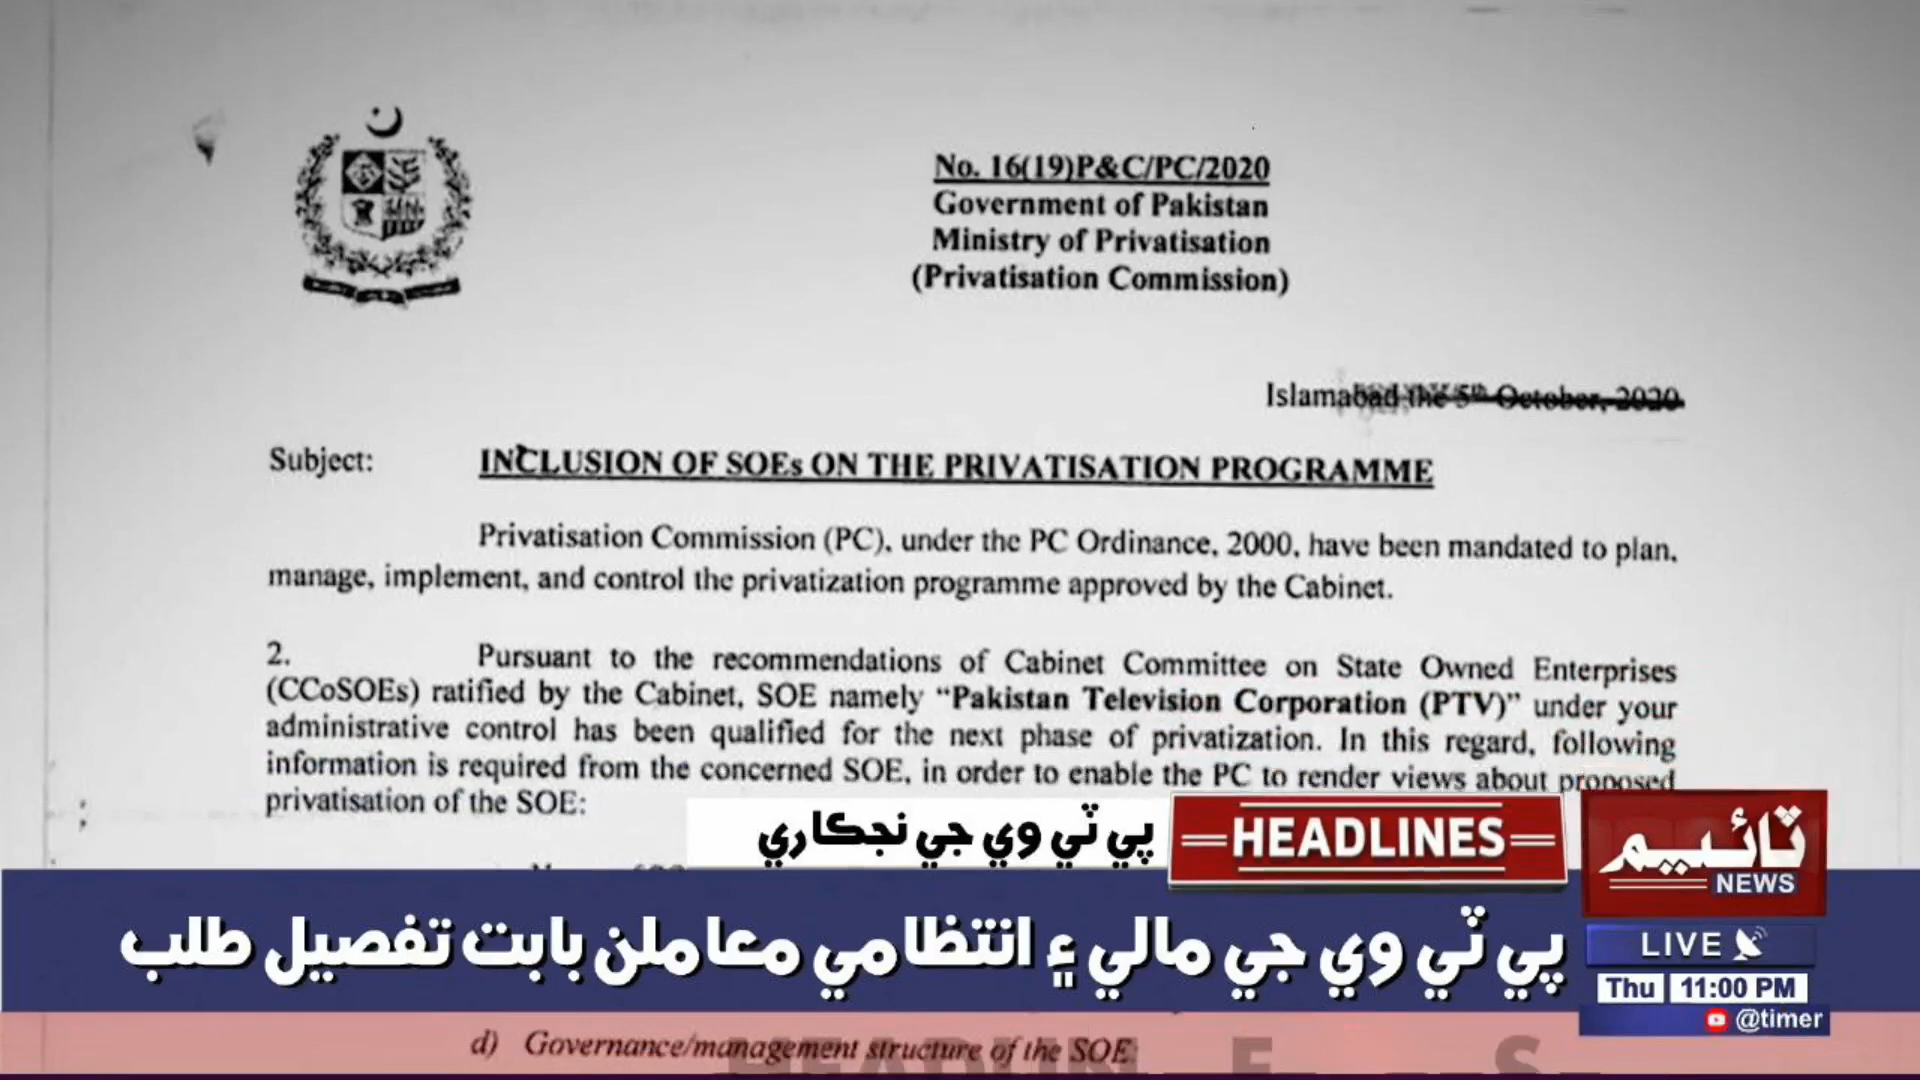 No. 16(19)P&C/PC/2020
Government of Pakistan
Ministry of Privatisation
(Privatisation Commission)
Islamabad the 5th October, 2020
Subject: INCLUSION OF SOEs ON THE PRIVATISATION PROGRAMME
Privatisation Commission (PC), under the PC Ordinance, 2000, have been mandated to plan,
manage, implement, and control the privatization programme approved by the Cabinet.
2. Pursuant to the recommendations of Cabinet Committee on State Owned Enterprises
(CCoSOEs) ratified by the Cabinet, SOE namely “Pakistan Television Corporation (PTV)” under your
administrative control has been qualified for the next phase of privatization. In this regard, following
information is required from the concerned SOE, in order to enable the PC to render views about proposed
privatisation of the SOE:
پي ٽي وي جي نجڪاري
HEADLINES
ٽائيم
NEWS
پي ٽي وي جي مالي ۽ انتظامي معاملن بابت تفصيل طلب
LIVE
Thu 11:00 PM
@timer
d) Governance/management structure of the SOE